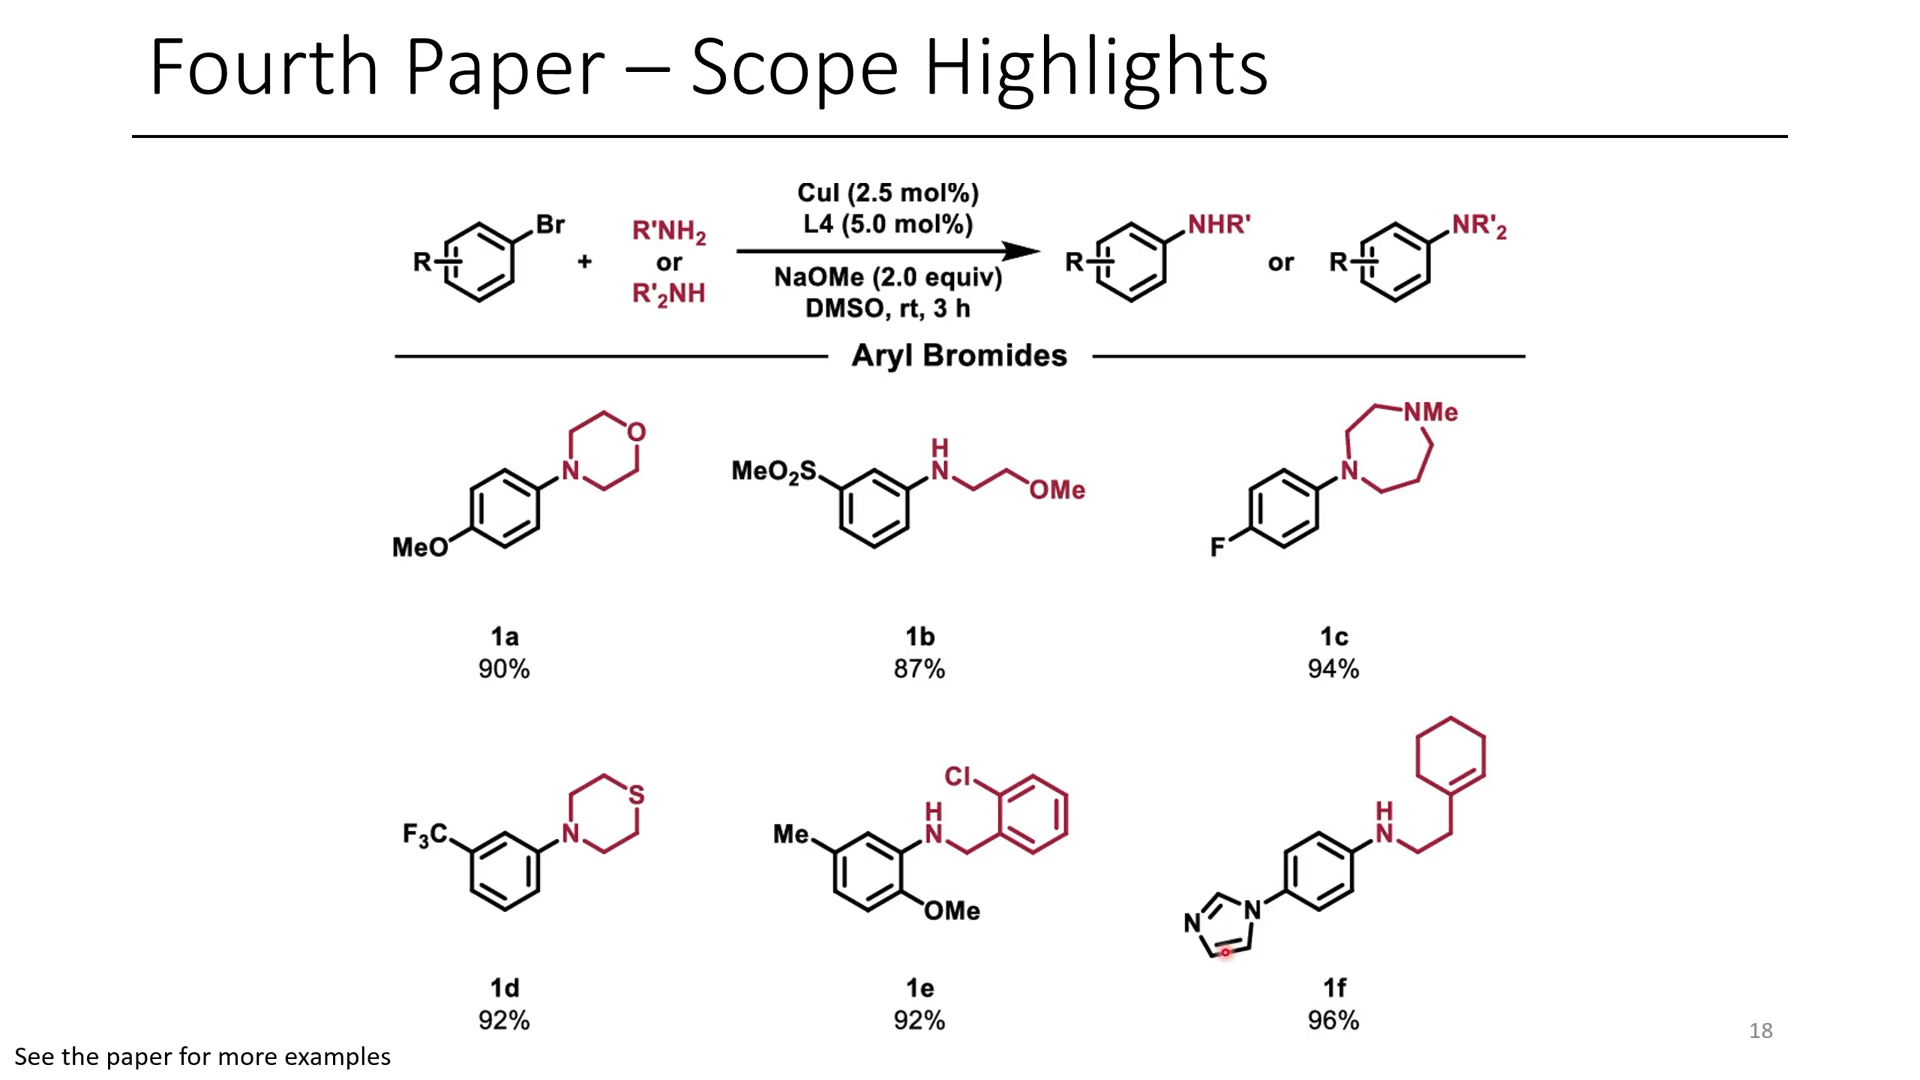 Fourth Paper – Scope Highlights
CuI (2.5 mol%)
L4 (5.0 mol%)
NaOMe (2.0 equiv)
DMSO, rt, 3 h
R
Br
+
R'NH₂
or
R'₂NH
R
NHR'
or
R
NR'₂
Aryl Bromides
MeO
N
O
1a
90%
MeO₂S
H
N
OMe
1b
87%
F
N
NMe
1c
94%
F₃C
N
S
1d
92%
Me
H
N
Cl
OMe
1e
92%
N
N
H
N
1f
96%
See the paper for more examples
18